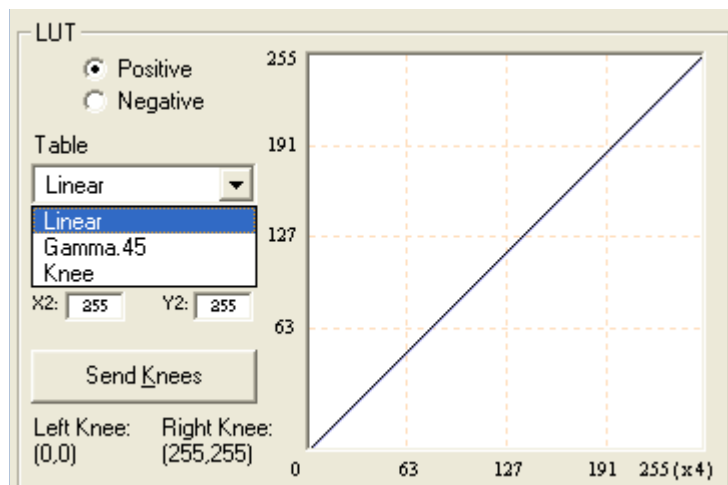 LUT
Positive
Negative
Table
Linear
Linear
Gamma.45
Knee
X2: 255 Y2: 255
Send Knees
Left Knee: Right Knee:
(0,0) (255,255)
255
191
127
63
0 63 127 191 255(x4)